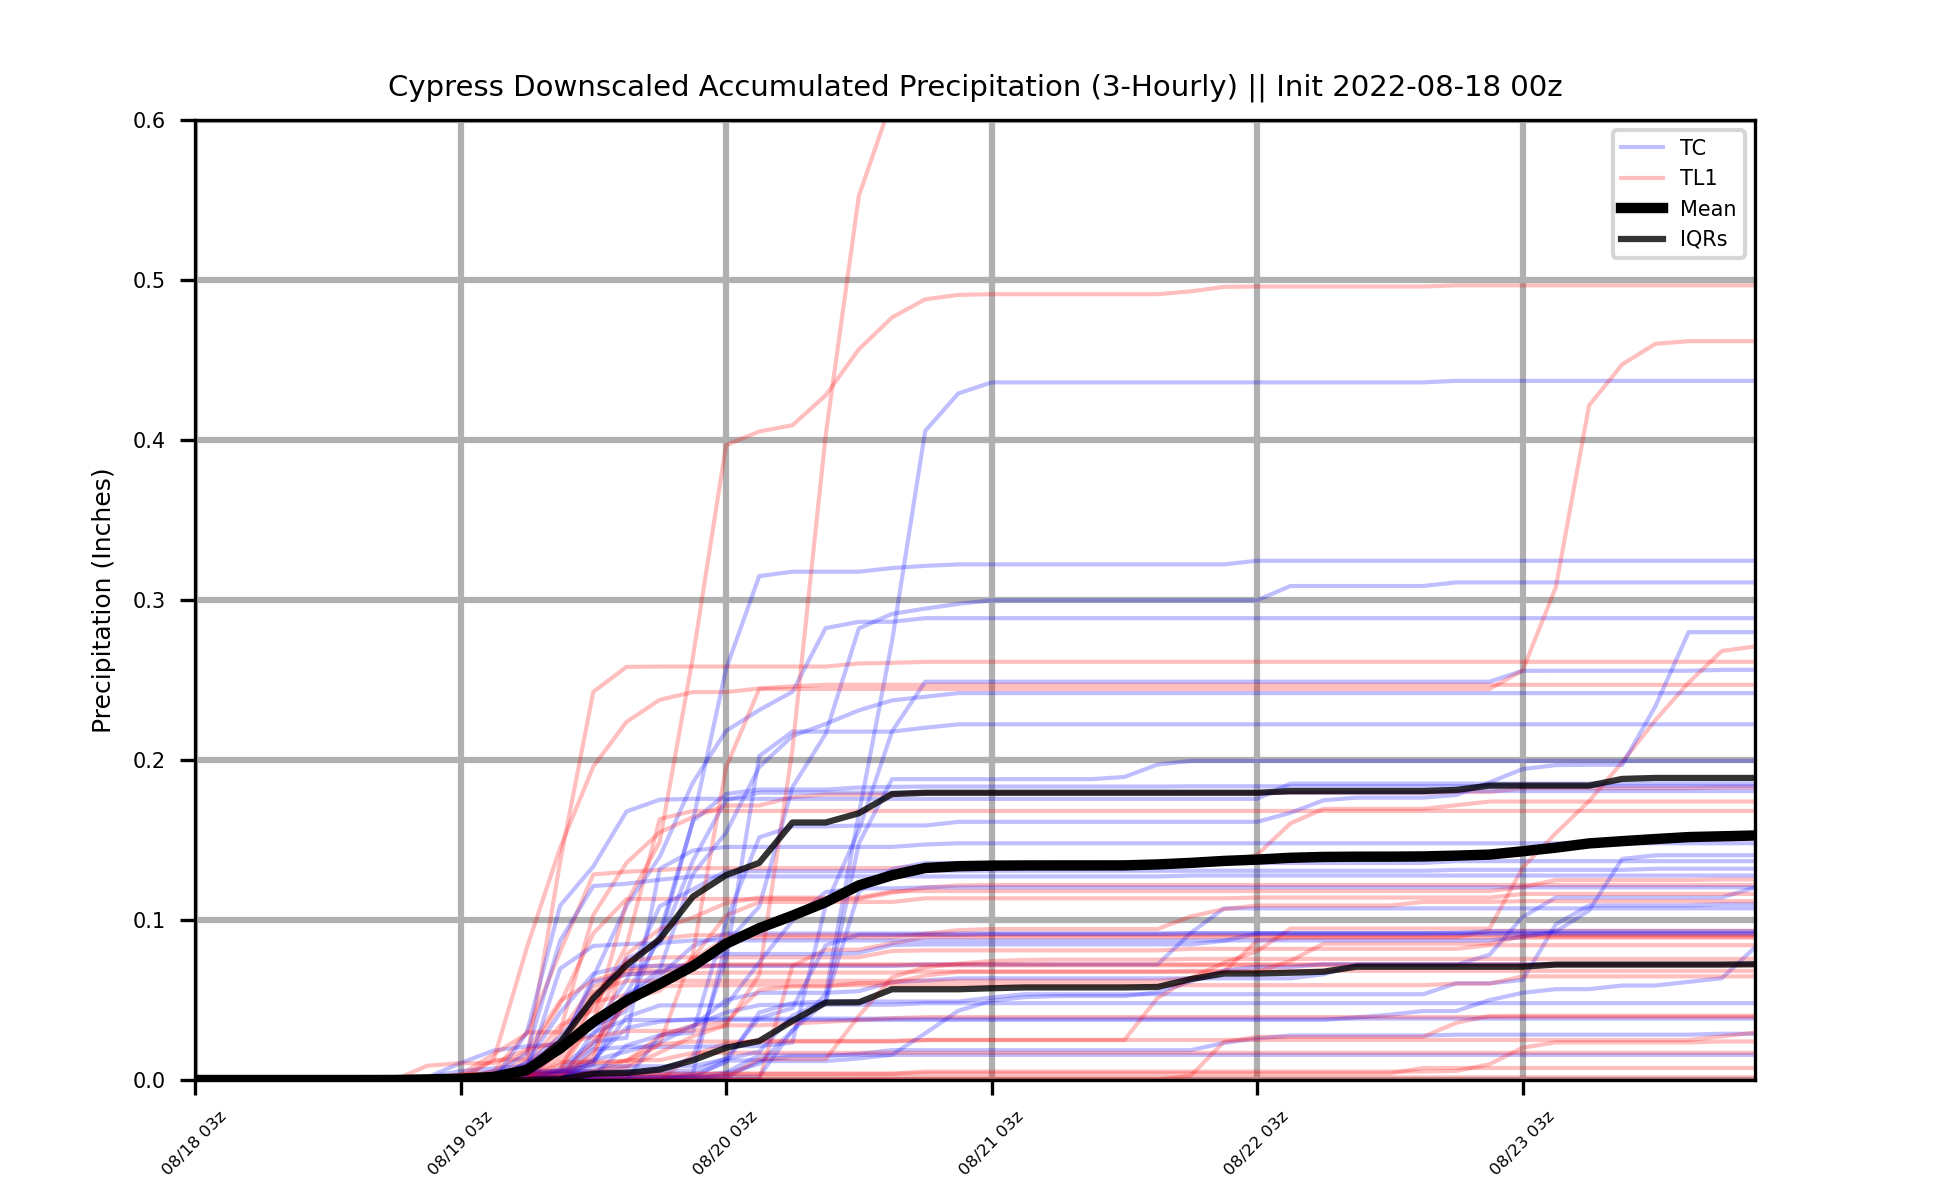 Cypress Downscaled Accumulated Precipitation (3-Hourly) || Init 2022-08-18 00z
Precipitation (Inches)
0.6
0.5
0.4
0.3
0.2
0.1
0.0
TC
TL1
Mean
IQRs
08/18 03z
08/19 03z
08/20 03z
08/21 03z
08/22 03z
08/23 03z